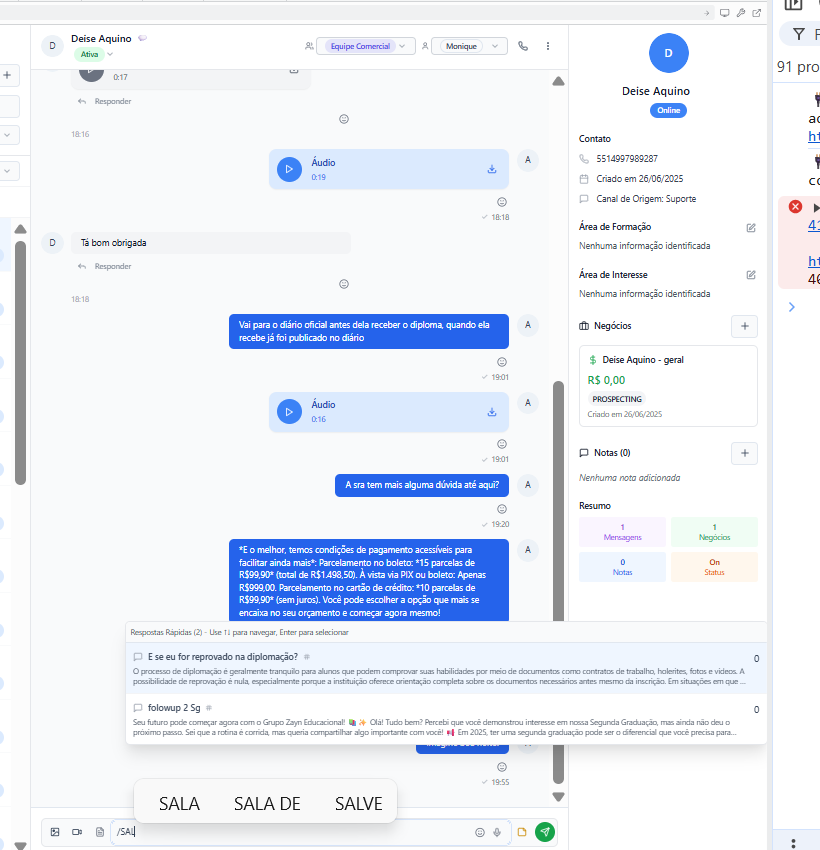 D
Deise Aquino
Ativa
Equipe Comercial
Monique
0:17
Responder
18:16
Áudio
0:19
A
18:18
D
Tá bom obrigada
Responder
18:18
Vai para o diário oficial antes dela receber o diploma, quando ela
recebe já foi publicado no diário
A
19:01
Áudio
0:16
A
19:01
A sra tem mais alguma dúvida até aqui?
A
19:20
*E o melhor, temos condições de pagamento acessíveis para
facilitar ainda mais*: Parcelamento no boleto: *15 parcelas de
R$99,90* (total de R$1.498,50). À vista via PIX ou boleto: Apenas
R$999,00. Parcelamento no cartão de crédito: *10 parcelas de
R$99,90* (sem juros). Você pode escolher a opção que mais se
encaixa no seu orçamento e começar agora mesmo!
A
Respostas Rápidas (2) - Use ↑↓ para navegar, Enter para selecionar
E se eu for reprovado na diplomação? #
0
O processo de diplomação é geralmente tranquilo para alunos que podem comprovar suas habilidades por meio de documentos como contratos de trabalho, holerites, fotos e vídeos. A
possibilidade de reprovação é nula, especialmente porque a instituição oferece orientação completa sobre os documentos necessários antes mesmo da inscrição. Em situações em que ...
folowup 2 Sg #
0
Seu futuro pode começar agora com o Grupo Zayn Educacional! 📚✨ Olá! Tudo bem? Percebi que você demonstrou interesse em nossa Segunda Graduação, mas ainda não deu o
próximo passo. Sei que a rotina é corrida, mas queria compartilhar algo importante com você! 📢 Em 2025, ter uma segunda graduação pode ser o diferencial que você precisa para...
19:55
SALA SALA DE SALVE
/SAL
D
Deise Aquino
Online
Contato
5514997989287
Criado em 26/06/2025
Canal de Origem: Suporte
Área de Formação
Nenhuma informação identificada
Área de Interesse
Nenhuma informação identificada
Negócios
Deise Aquino - geral
R$ 0,00
PROSPECTING
Criado em 26/06/2025
Notas (0)
Nenhuma nota adicionada
Resumo
1
Mensagens
1
Negócios
0
Notas
On
Status
91 pro